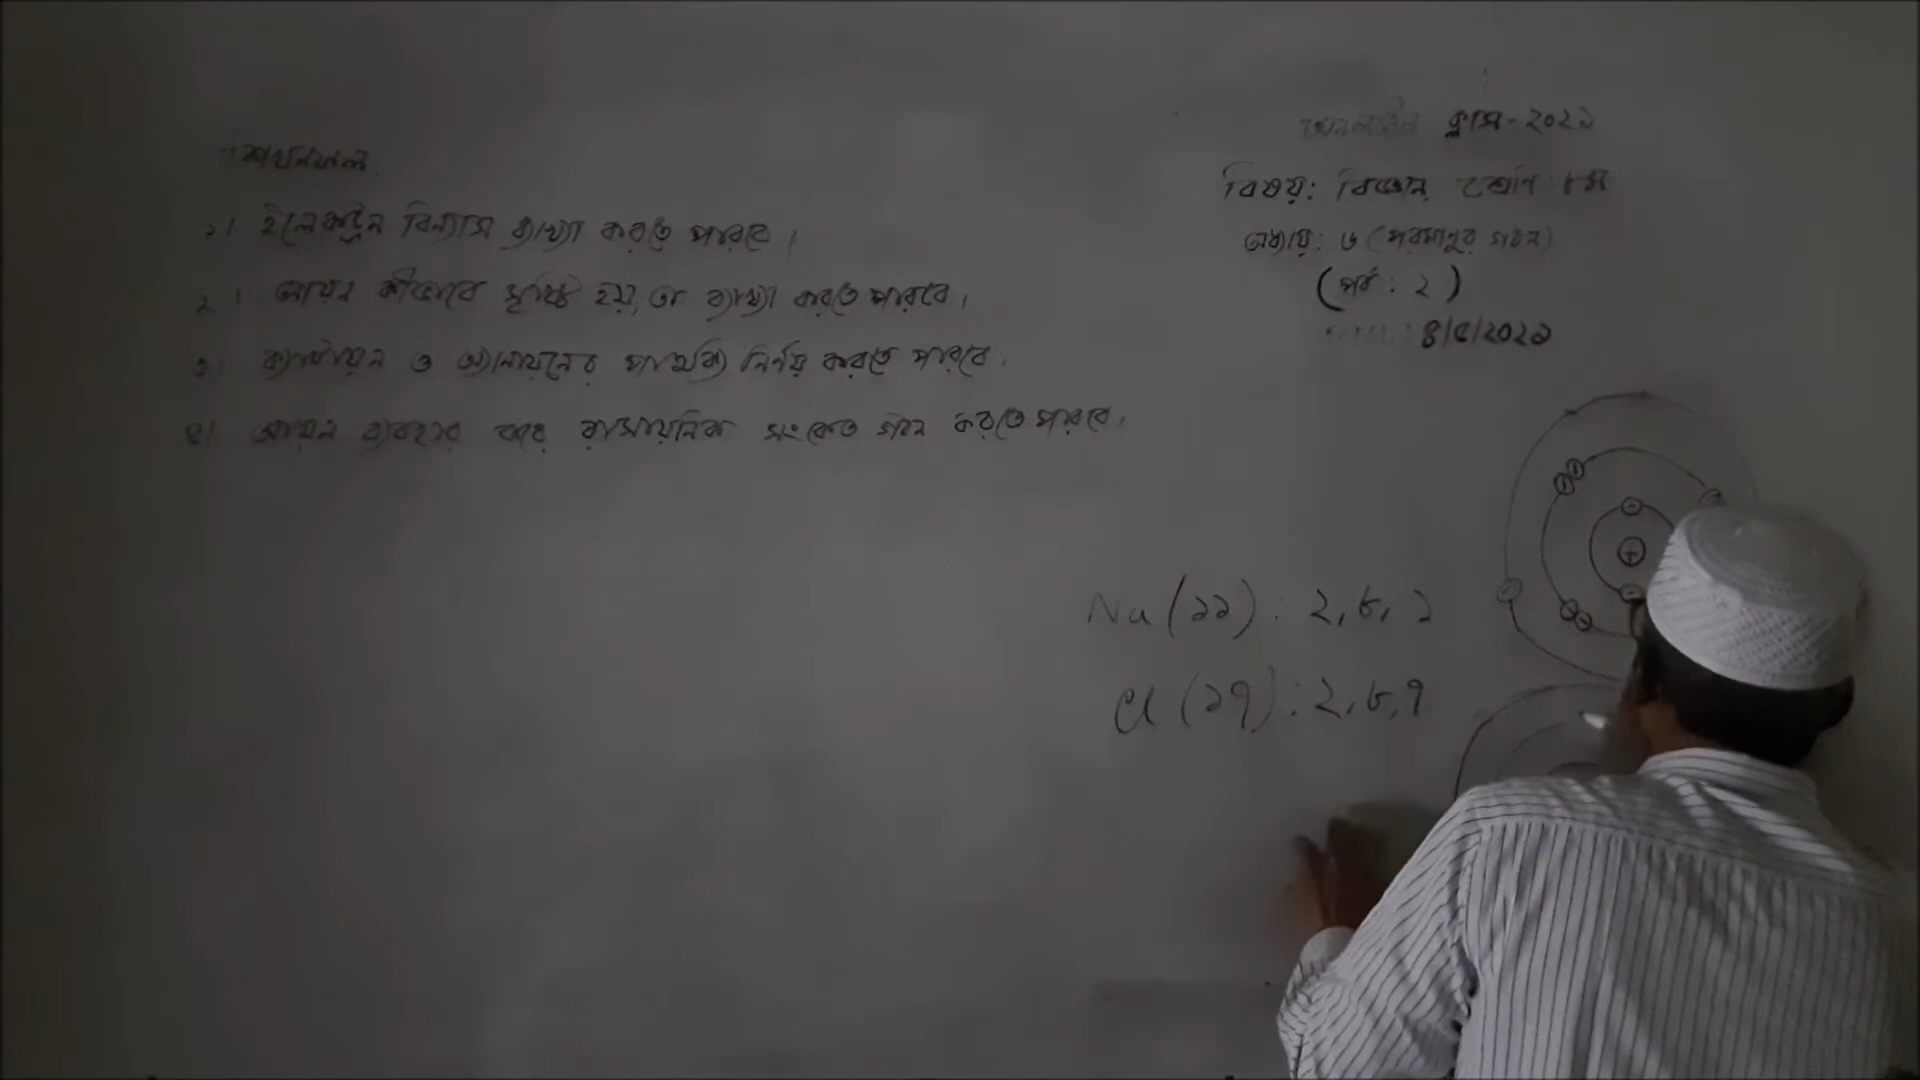 শিখনফল:
১। ইলেকট্রন বিন্যাস ব্যাখ্যা করতে পারবে।
২। আয়ন কীভাবে সৃষ্টি হয়, তা ব্যাখ্যা করতে পারবে।
৩। ক্যাটায়ন ও অ্যানায়নের পার্থক্য নির্ণয় করতে পারবে।
৪। আয়ন ব্যবহার করে রাসায়নিক সংকেত গঠন করতে পারবে।
অনলাইন ক্লাস-২০২১
বিষয়: বিজ্ঞান শ্রেণি ৮ম
অধ্যায়: ৬ (পরমাণুর গঠন)
(পর্ব: ২)
৪/৫/২০২১
Na (১১): ২, ৮, ১
Cl (১৭): ২, ৮, ৭